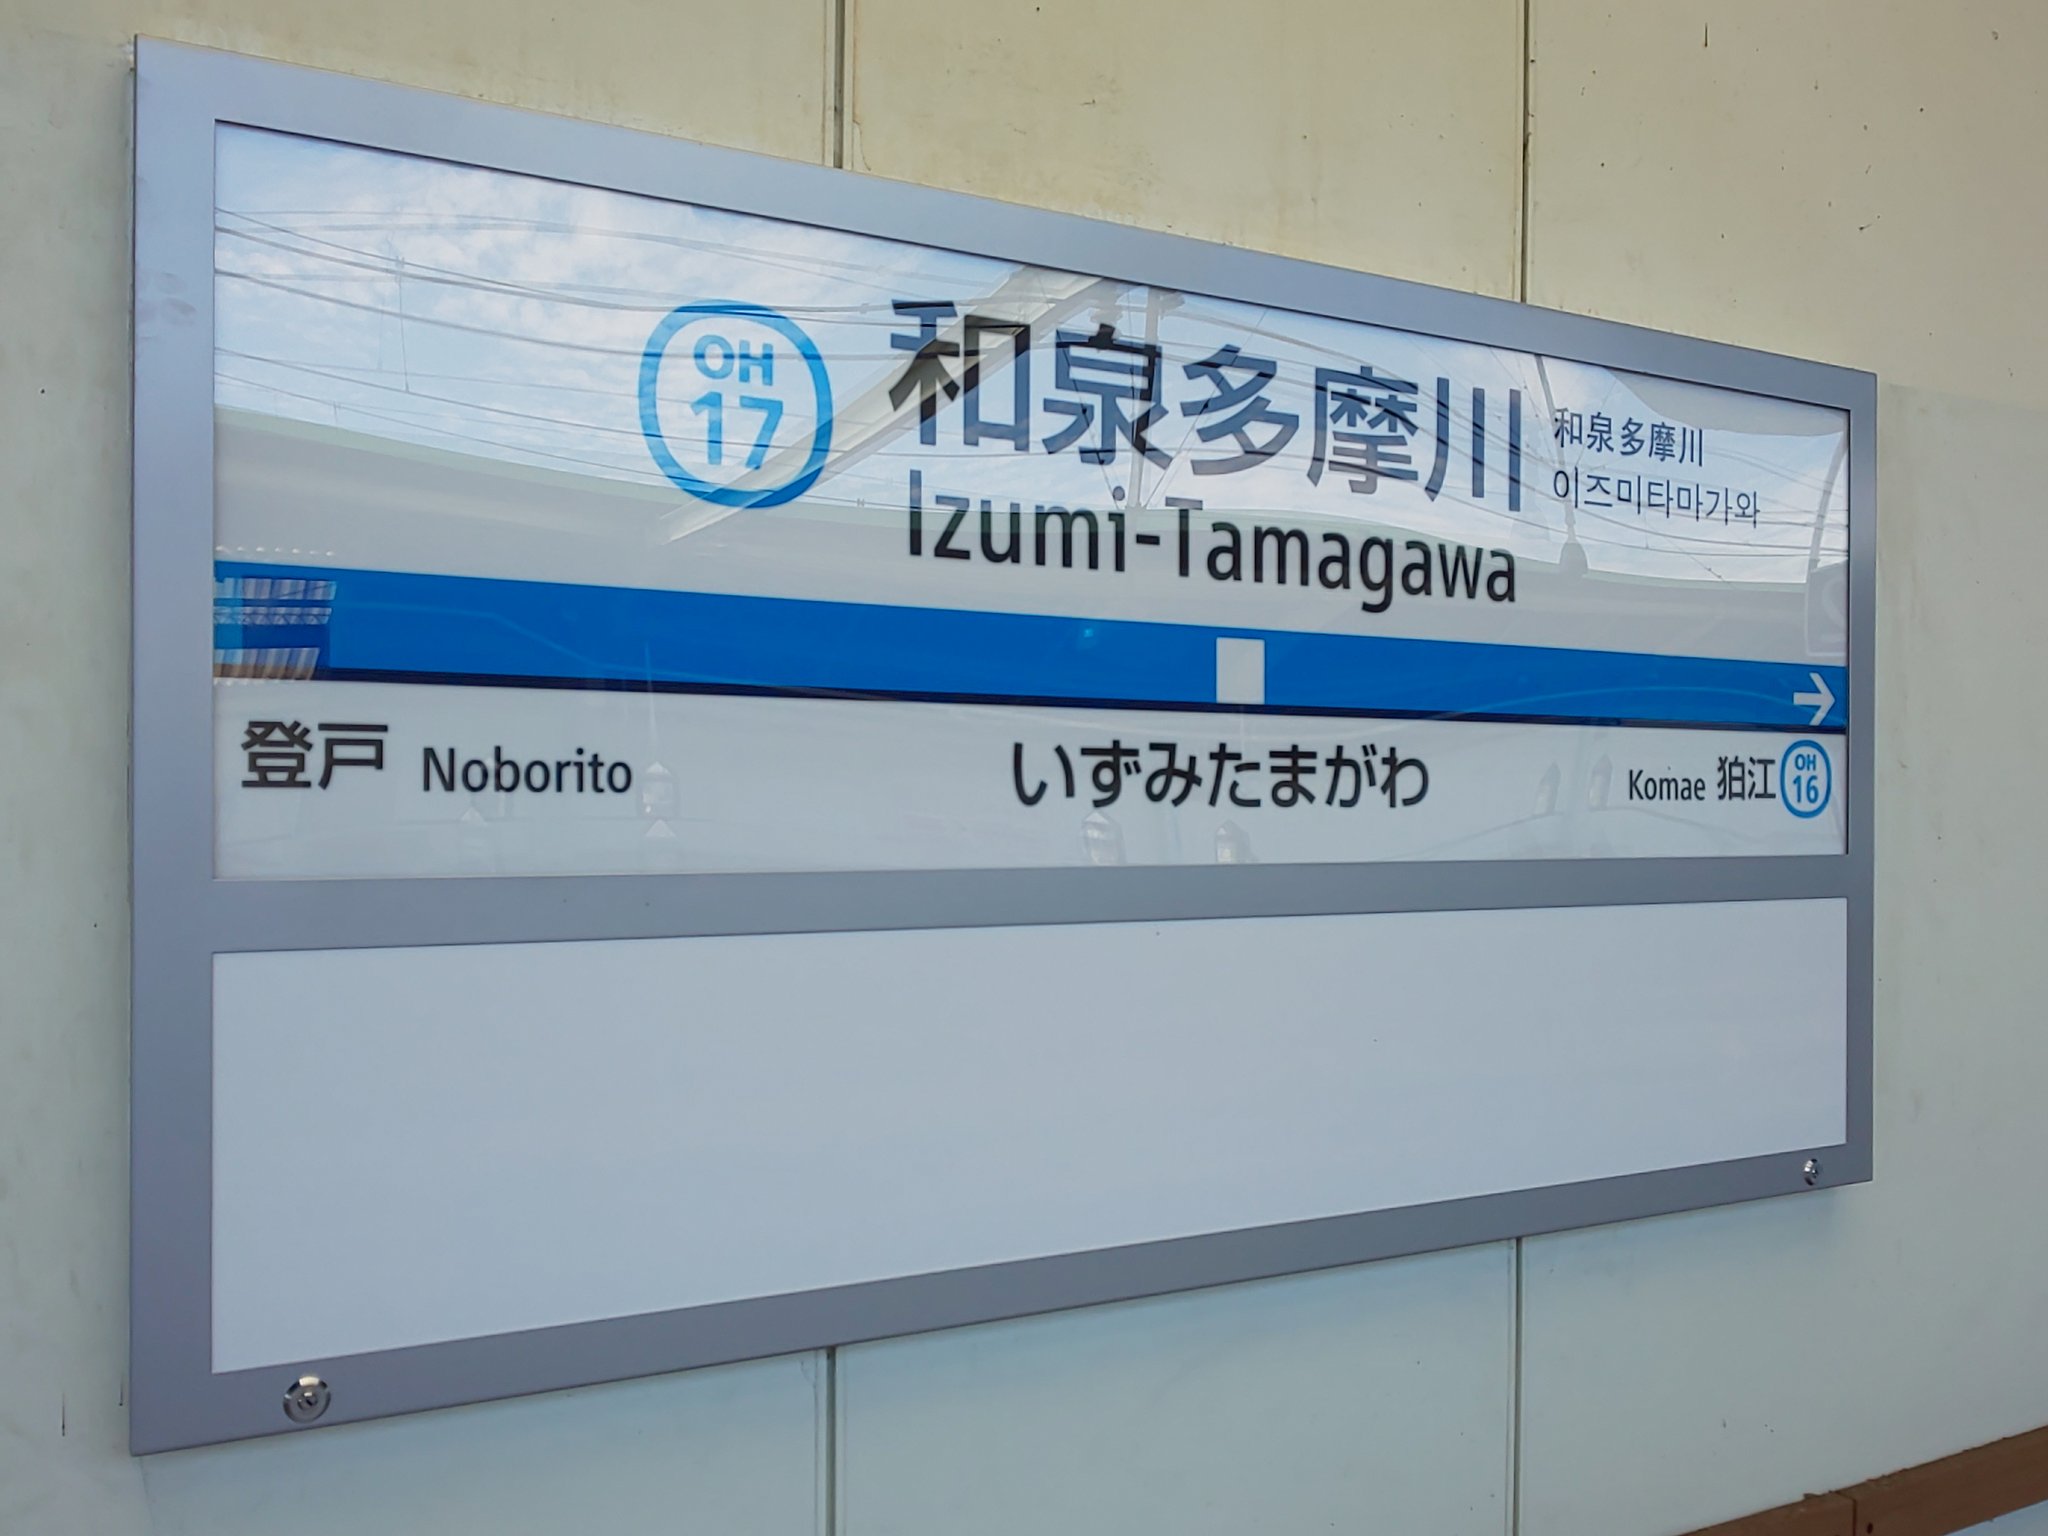 OH
17
和泉多摩川
Izumi-Tamagawa
和泉多摩川
이즈미타마가와
→
登戸 Noborito
いずみたまがわ
Komae 狛江
OH
16